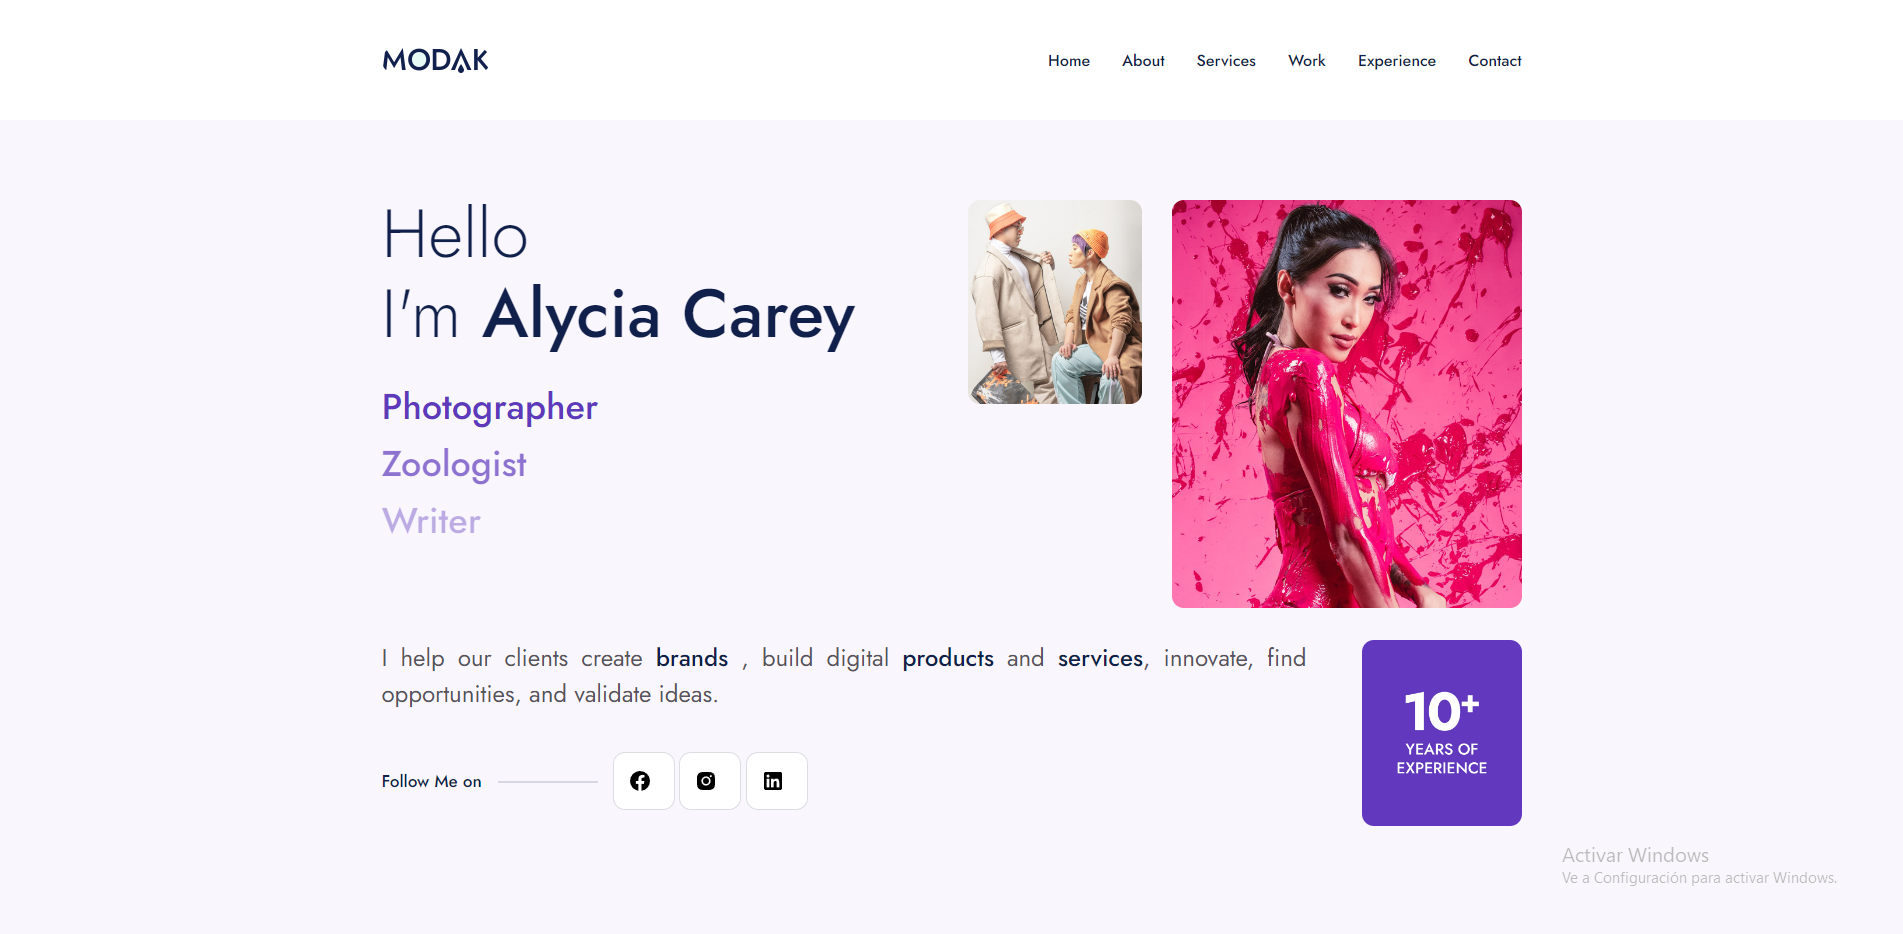 MODAK
Home About Services Work Experience Contact
Hello
I'm Alycia Carey
Photographer
Zoologist
Writer
I help our clients create brands , build digital products and services, innovate, find
opportunities, and validate ideas.
Follow Me on
10+
YEARS OF
EXPERIENCE
Activar Windows
Ve a Configuración para activar Windows.